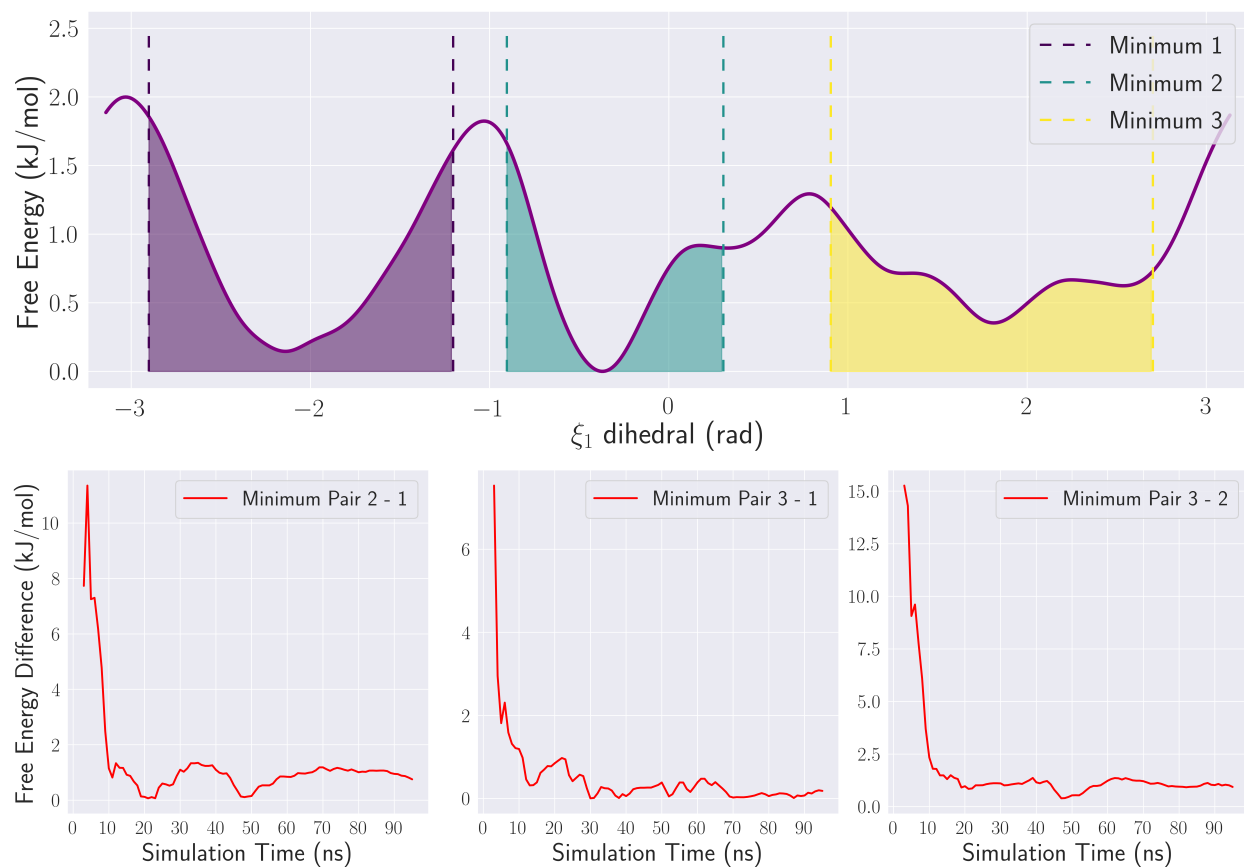 Free Energy (kJ/mol)
2.5
2.0
1.5
1.0
0.5
0.0
Minimum 1
Minimum 2
Minimum 3
−3 −2 −1 0 1 2 3
ξ₁ dihedral (rad)
Free Energy Difference (kJ/mol)
10
8
6
4
2
0
Minimum Pair 2 - 1
0 10 20 30 40 50 60 70 80 90
Simulation Time (ns)
6
4
2
0
Minimum Pair 3 - 1
0 10 20 30 40 50 60 70 80 90
Simulation Time (ns)
15.0
12.5
10.0
7.5
5.0
2.5
0.0
Minimum Pair 3 - 2
0 10 20 30 40 50 60 70 80 90
Simulation Time (ns)